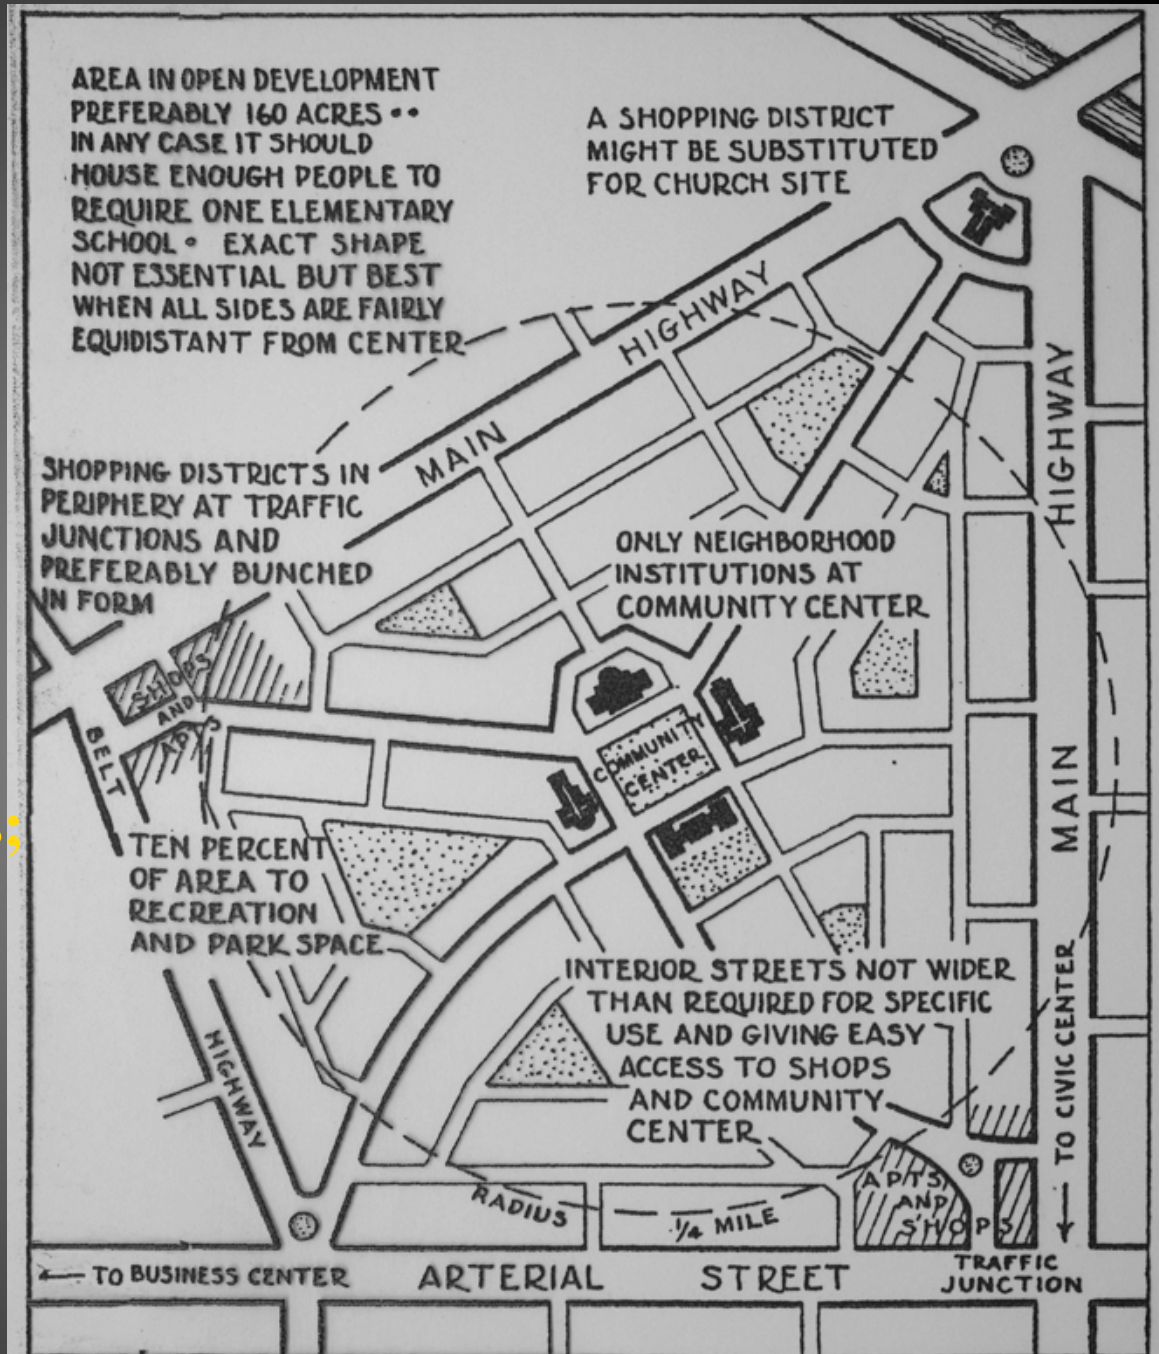 AREA IN OPEN DEVELOPMENT
PREFERABLY 160 ACRES ••
IN ANY CASE IT SHOULD
HOUSE ENOUGH PEOPLE TO
REQUIRE ONE ELEMENTARY
SCHOOL • EXACT SHAPE
NOT ESSENTIAL BUT BEST
WHEN ALL SIDES ARE FAIRLY
EQUIDISTANT FROM CENTER
A SHOPPING DISTRICT
MIGHT BE SUBSTITUTED
FOR CHURCH SITE
MAIN HIGHWAY
HIGHWAY
SHOPPING DISTRICTS IN
PERIPHERY AT TRAFFIC
JUNCTIONS AND
PREFERABLY BUNCHED
IN FORM
ONLY NEIGHBORHOOD
INSTITUTIONS AT
COMMUNITY CENTER
SHOPS
AND
APTS
BELT
COMMUNITY
CENTER
MAIN
TEN PERCENT
OF AREA TO
RECREATION
AND PARK SPACE
INTERIOR STREETS NOT WIDER
THAN REQUIRED FOR SPECIFIC
USE AND GIVING EASY
ACCESS TO SHOPS
AND COMMUNITY
CENTER
HIGHWAY
TO CIVIC CENTER
APTS
AND
SHOPS
RADIUS 1/4 MILE
TRAFFIC
JUNCTION
TO BUSINESS CENTER
ARTERIAL STREET
;